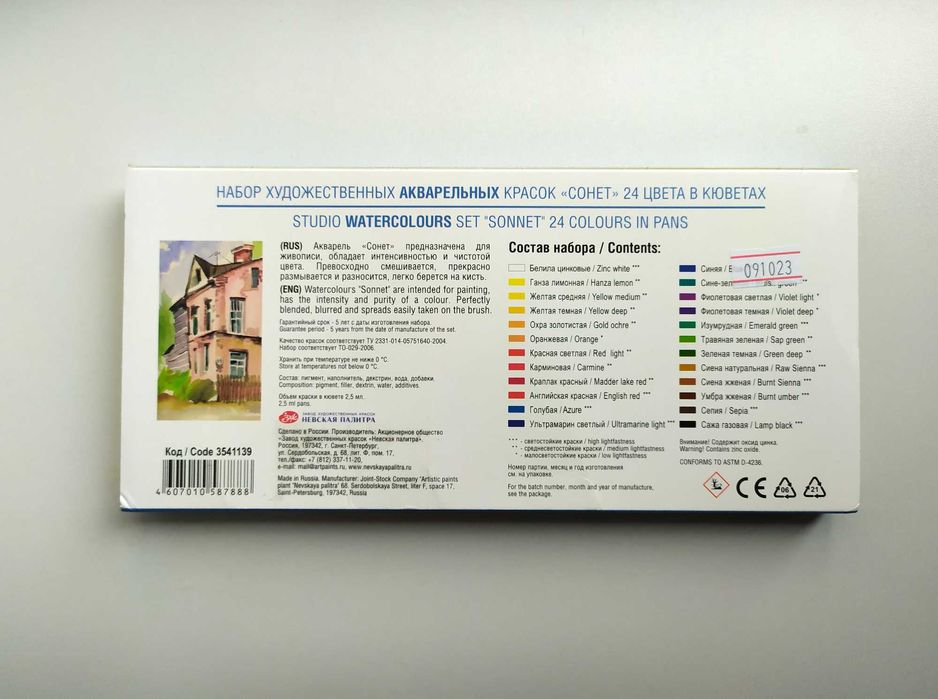 НАБОР ХУДОЖЕСТВЕННЫХ АКВАРЕЛЬНЫХ КРАСОК «СОНЕТ» 24 ЦВЕТА В КЮВЕТАХ
STUDIO WATERCOLOURS SET "SONNET" 24 COLOURS IN PANS
(RUS) Акварель «Сонет» предназначена для
живописи, обладает интенсивностью и чистотой
цвета. Превосходно смешивается, прекрасно
размывается и разносится, легко берется на кисть.
(ENG) Watercolours "Sonnet" are intended for painting,
has the intensity and purity of a colour. Perfectly
blended, blurred and spreads easily taken on the brush.
Гарантийный срок - 5 лет с даты изготовления набора.
Guarantee period - 5 years from the date of manufacture of the set.
Качество красок соответствует ТУ 2331-014-05751640-2004.
Набор соответствует ТО-029-2006.
Хранить при температуре не ниже 0 °C.
Store at temperatures not below 0 °C.
Состав: пигмент, наполнитель, декстрин, вода, добавки.
Composition: pigment, filler, dextrin, water, additives.
Объем краски в кювете 2,5 мл.
2,5 ml pans.
ЗАВОД ХУДОЖЕСТВЕННЫХ КРАСОК
НЕВСКАЯ ПАЛИТРА
Сделано в России. Производитель: Акционерное общество
«Завод художественных красок «Невская палитра».
Россия, 197342, г. Санкт-Петербург,
ул. Сердобольская, д. 68, лит. Ф, пом. 17,
тел./факс: +7 (812) 337-11-20,
e-mail: mail@artpaints.ru, www.nevskayapalitra.ru
Made in Russia. Manufacturer: Joint-Stock Company "Artistic paints
plant "Nevskaya palitra" 68. Serdobolskaya Street, liter F, space 17,
Saint-Petersburg, 197342, Russia
Код / Code 3541139
4 607010 587888
Состав набора / Contents:
Белила цинковые / Zinc white ***
Ганза лимонная / Hanza lemon **
Желтая средняя / Yellow medium **
Желтая темная / Yellow deep **
Охра золотистая / Gold ochre **
Оранжевая / Orange *
Красная светлая / Red light **
Карминовая / Carmine **
Краплак красный / Madder lake red **
Английская красная / English red ***
Голубая / Azure ***
Ультрамарин светлый / Ultramarine light ***
Синяя /
091023
Сине-зел green ***
Фиолетовая светлая / Violet light *
Фиолетовая темная / Violet deep *
Изумрудная / Emerald green ***
Травяная зеленая / Sap green ***
Зеленая темная / Green deep **
Сиена натуральная / Raw Sienna ***
Сиена жженая / Burnt Sienna ***
Умбра жженая / Burnt umber ***
Сепия / Sepia ***
Сажа газовая / Lamp black ***
*** - светостойкие краски / high lightfastness
** - среднесветостойкие краски / medium lightfastness
* - малосветостойкие краски / low lightfastness
Номер партии, месяц и год изготовления
см. на упаковке.
For the batch number, month and year of manufacture,
see the package.
Внимание! Содержит оксид цинка.
Warning! Contains zinc oxide.
CONFORMS TO ASTM D-4236.
CE
06
21